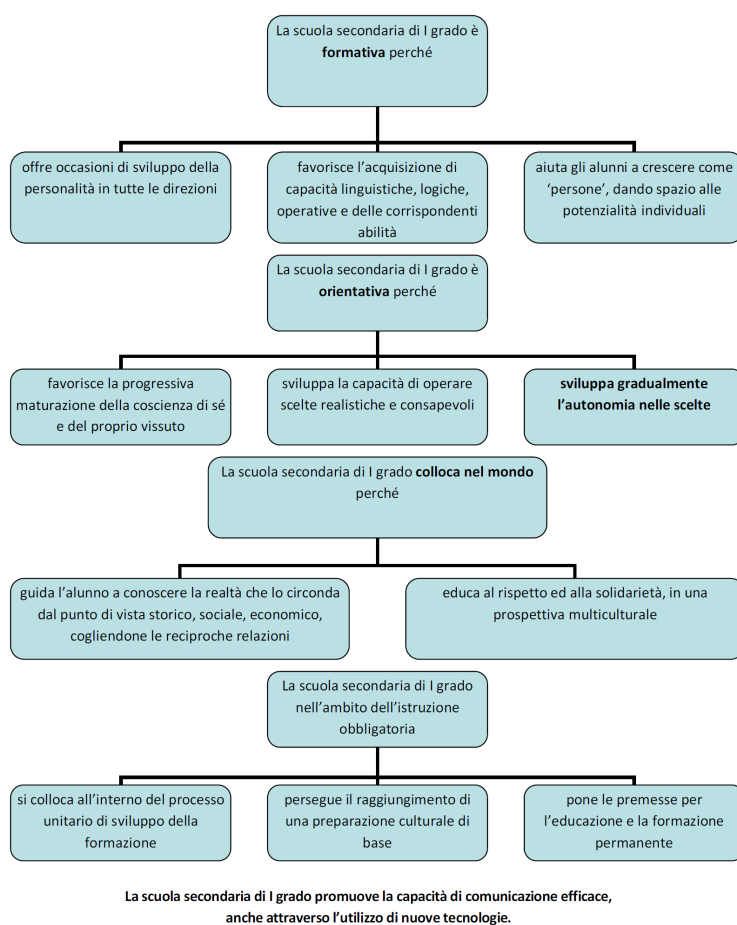 La scuola secondaria di I grado è
formativa perché
offre occasioni di sviluppo della
personalità in tutte le direzioni
favorisce l’acquisizione di
capacità linguistiche, logiche,
operative e delle corrispondenti
abilità
aiuta gli alunni a crescere come
‘persone’, dando spazio alle
potenzialità individuali
La scuola secondaria di I grado è
orientativa perché
favorisce la progressiva
maturazione della coscienza di sé
e del proprio vissuto
sviluppa la capacità di operare
scelte realistiche e consapevoli
sviluppa gradualmente
l’autonomia nelle scelte
La scuola secondaria di I grado colloca nel mondo
perché
guida l’alunno a conoscere la realtà che lo circonda
dal punto di vista storico, sociale, economico,
cogliendone le reciproche relazioni
educa al rispetto ed alla solidarietà, in una
prospettiva multiculturale
La scuola secondaria di I grado
nell’ambito dell’istruzione
obbligatoria
si colloca all’interno del processo
unitario di sviluppo della
formazione
persegue il raggiungimento di
una preparazione culturale di
base
pone le premesse per
l’educazione e la formazione
permanente
La scuola secondaria di I grado promuove la capacità di comunicazione efficace,
anche attraverso l’utilizzo di nuove tecnologie.